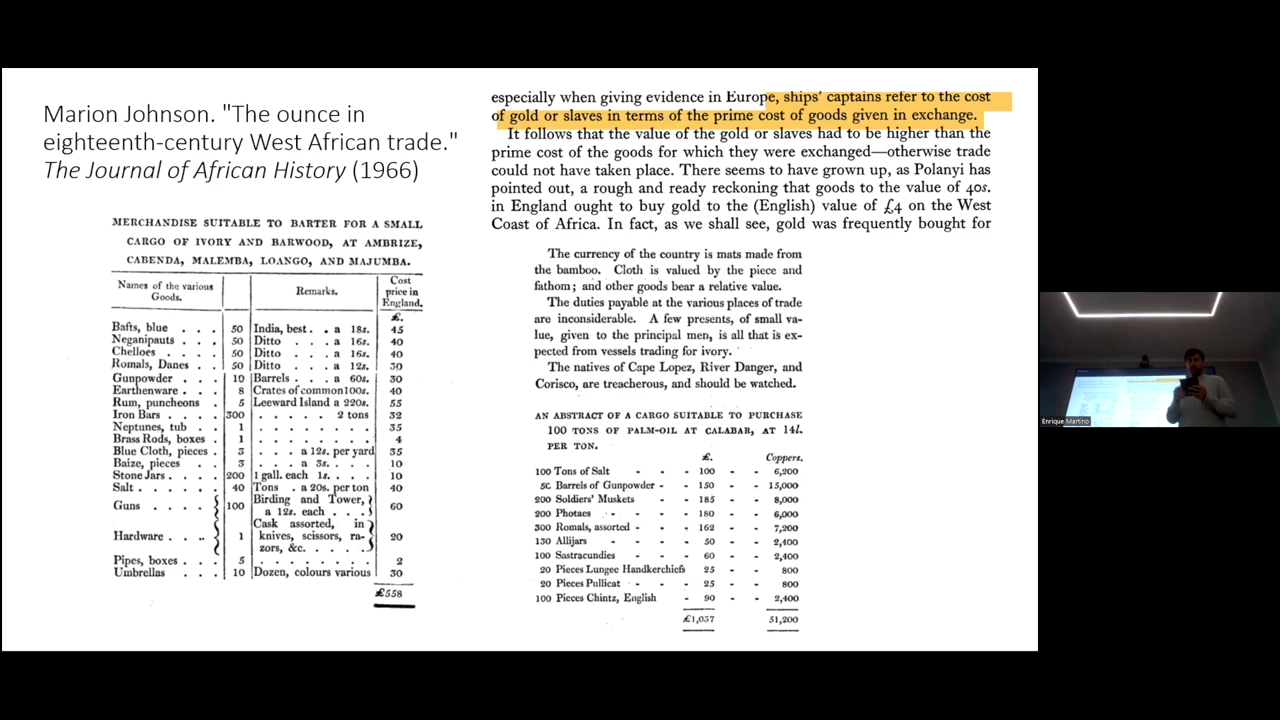 Marion Johnson. "The ounce in
eighteenth-century West African trade."
The Journal of African History (1966)
MERCHANDISE SUITABLE TO BARTER FOR A SMALL
CARGO OF IVORY AND BARWOOD, AT AMBRIZE,
CABENDA, MALEMBA, LOANGO, AND MAJUMBA.
Names of the various Goods. Remarks. Cost price in England.
£.
Bafts, blue . . . 50 India, best . . a 18s. 45
Neganipauts . . . 50 Ditto . . . a 16s. 40
Chelloes . . . . 50 Ditto . . . a 16s. 40
Romals, Danes . . 50 Ditto . . . a 12s. 30
Gunpowder . . . 10 Barrels . . . a 60s. 30
Earthenware . . . 8 Crates of common 100s. 40
Rum, puncheons . 5 Leeward Island a 220s. 55
Iron Bars . . . . 300 . . . . . 2 tons 32
Neptunes, tub . . 1 . . . . . . . . 35
Brass Rods, boxes . 1 . . . . . . . . 4
Blue Cloth, pieces . 3 . . . a 12s. per yard 35
Baize, pieces . . 3 . . . a 3s. . . . 10
Stone Jars . . . . 200 1 gall. each 1s. . . . 10
Salt . . . . . . 40 Tons . a 20s. per ton 40
Guns . . . . 100 Birding and Tower, a 12s. each . . . 60
Hardware . . . 1 Cask assorted, in knives, scissors, razors, &c. . . . . . 20
Pipes, boxes . . . 5 . . . . . . . . 2
Umbrellas . . . 10 Dozen, colours various 30
£558
especially when giving evidence in Europe, ships' captains refer to the cost
of gold or slaves in terms of the prime cost of goods given in exchange.
It follows that the value of the gold or slaves had to be higher than the
prime cost of the goods for which they were exchanged—otherwise trade
could not have taken place. There seems to have grown up, as Polanyi has
pointed out, a rough and ready reckoning that goods to the value of 40s.
in England ought to buy gold to the (English) value of £4 on the West
Coast of Africa. In fact, as we shall see, gold was frequently bought for
The currency of the country is mats made from
the bamboo. Cloth is valued by the piece and
fathom; and other goods bear a relative value.
The duties payable at the various places of trade
are inconsiderable. A few presents, of small va-
lue, given to the principal men, is all that is ex-
pected from vessels trading for ivory.
The natives of Cape Lopez, River Danger, and
Corisco, are treacherous, and should be watched.
AN ABSTRACT OF A CARGO SUITABLE TO PURCHASE
100 TONS OF PALM-OIL AT CALABAR, AT 14l.
PER TON.
£. Coppers.
100 Tons of Salt - - - 100 - - 6,200
50 Barrels of Gunpowder - - 150 - - 15,000
200 Soldiers' Muskets - - 185 - - 8,000
200 Photaes - - - 180 - - 6,000
300 Romals, assorted - - - 162 - - 7,200
130 Allijars - - - - 50 - - 2,400
100 Sastracundies - - - 60 - - 2,400
20 Pieces Lungee Handkerchiefs 25 - - 800
20 Pieces Pullicat - - - 25 - - 800
100 Pieces Chintz, English - 90 - - 2,400
£1,037 51,200
Enrique Martino